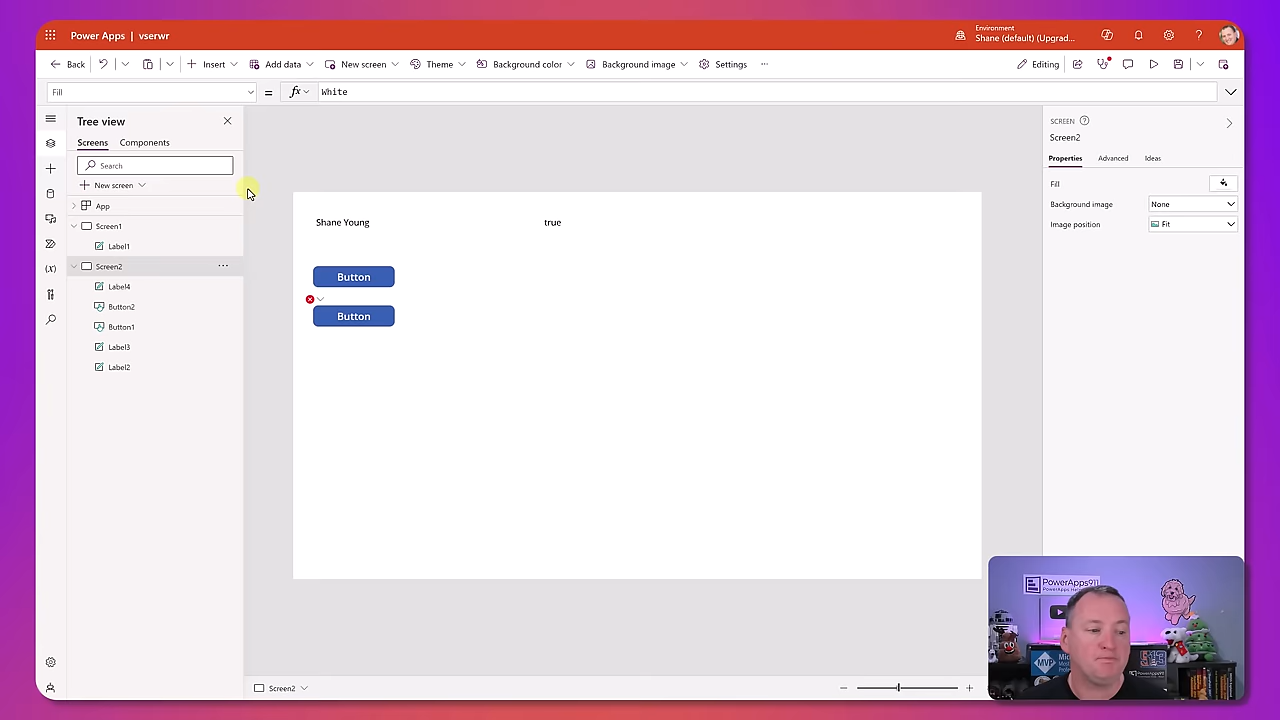 Power Apps | vserwr
Environment
Shane (default) (Upgrad...
Back
Insert
Add data
New screen
Theme
Background color
Background image
Settings
Editing
Fill
=
fx
White
Tree view
Screens
Components
Search
New screen
App
Screen1
Label1
Screen2
Label4
Button2
Button1
Label3
Label2
Shane Young
true
Button
Button
SCREEN
Screen2
Properties
Advanced
Ideas
Fill
Background image
None
Image position
Fit
Screen2
PowerApps911
MVP